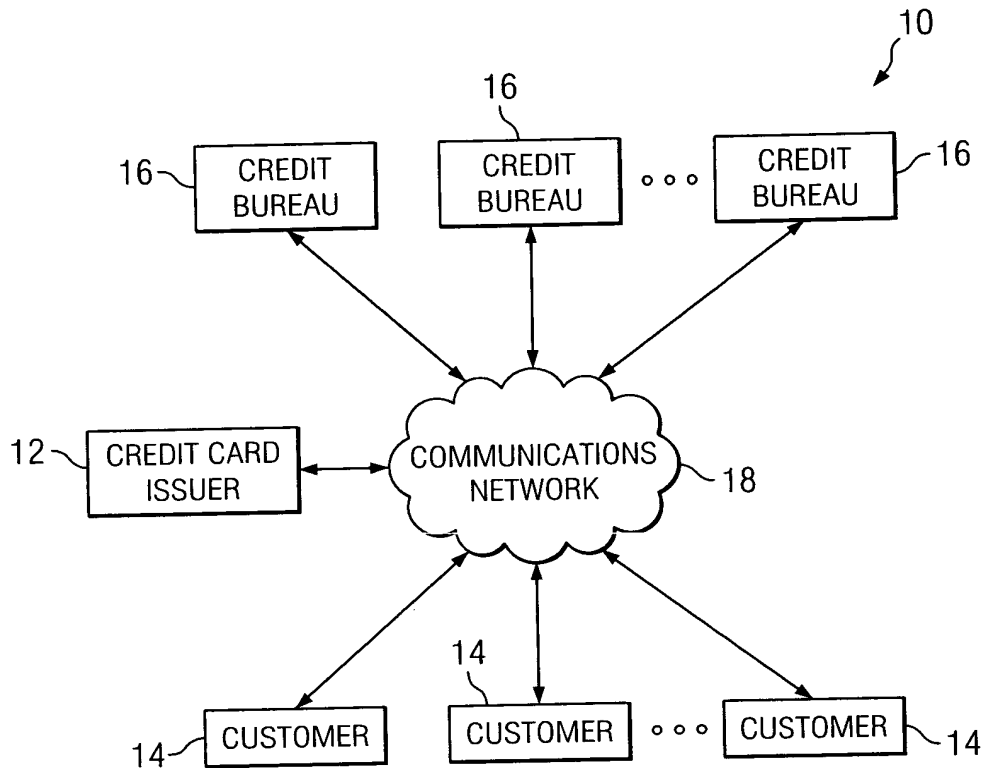 10
16
16 CREDIT
BUREAU
CREDIT
BUREAU
CREDIT
BUREAU
16
12 CREDIT CARD
ISSUER
COMMUNICATIONS
NETWORK
18
14
14 CUSTOMER
CUSTOMER
CUSTOMER
14